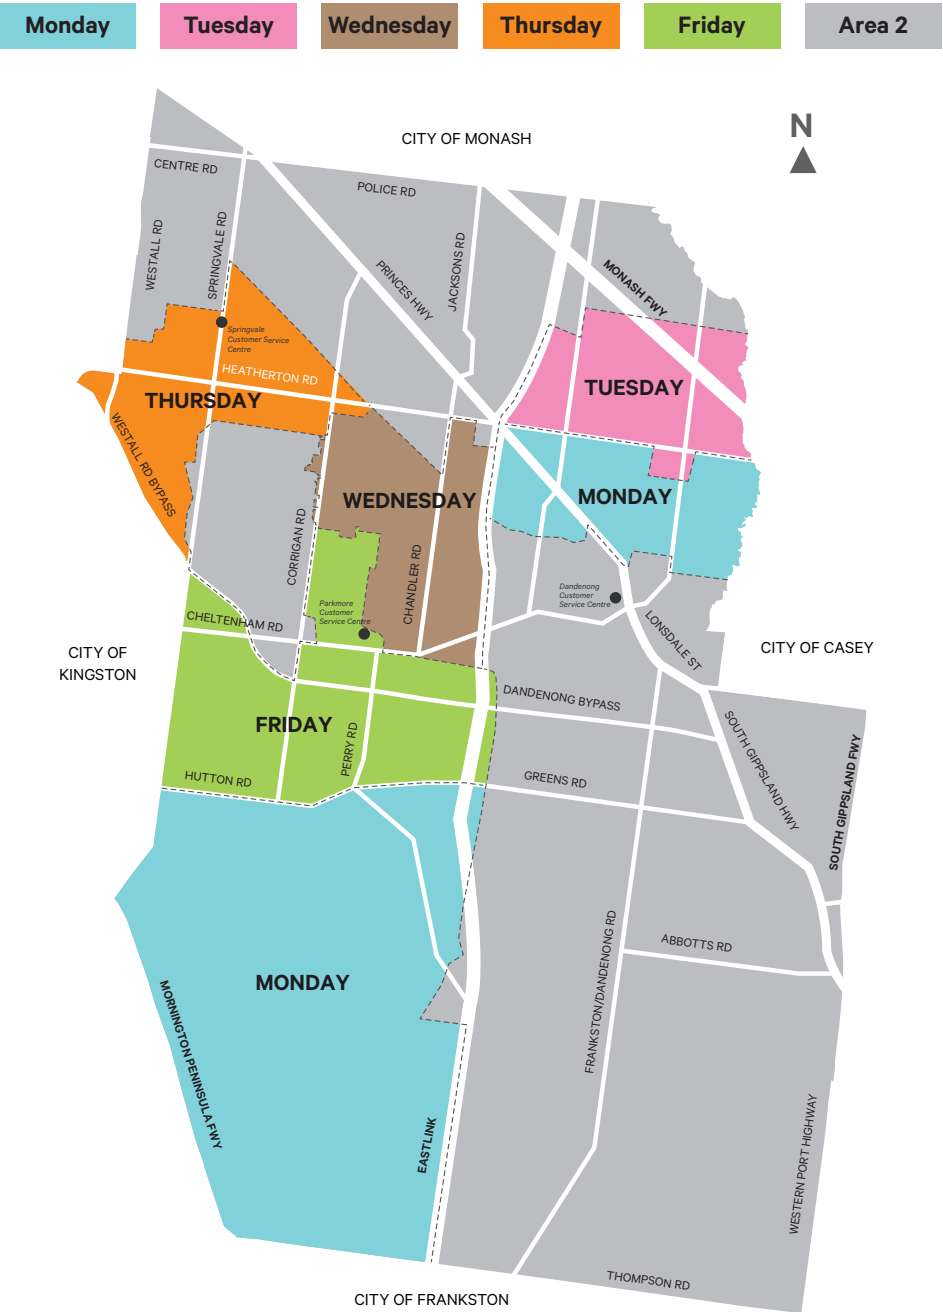 Monday
Tuesday
Wednesday
Thursday
Friday
Area 2
N
CITY OF MONASH
CENTRE RD
POLICE RD
WESTALL RD
SPRINGVALE RD
JACKSONS RD
PRINCES HWY
MONASH FWY
Springvale
Customer Service
Centre
HEATHERTON RD
TUESDAY
THURSDAY
WESTALL RD BYPASS
WEDNESDAY
MONDAY
CORRIGAN RD
CHANDLER RD
Parkmore
Customer
Service Centre
Dandenong
Customer
Service Centre
CHELTENHAM RD
LONSDALE ST
CITY OF
KINGSTON
CITY OF CASEY
DANDENONG BYPASS
FRIDAY
PERRY RD
SOUTH GIPPSLAND HWY
SOUTH GIPPSLAND FWY
HUTTON RD
GREENS RD
ABBOTTS RD
FRANKSTON/DANDENONG RD
MONDAY
MORNINGTON PENINSULA FWY
EASTLINK
WESTERN PORT HIGHWAY
THOMPSON RD
CITY OF FRANKSTON